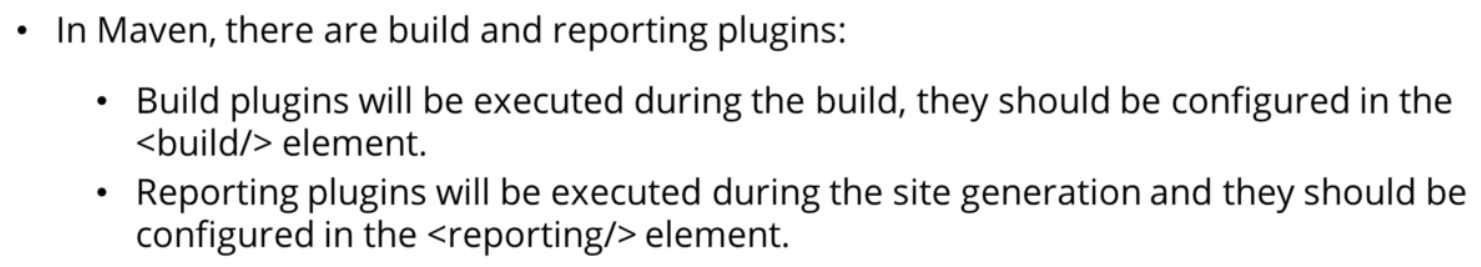 • In Maven, there are build and reporting plugins:
• Build plugins will be executed during the build, they should be configured in the
<build/> element.
• Reporting plugins will be executed during the site generation and they should be
configured in the <reporting/> element.